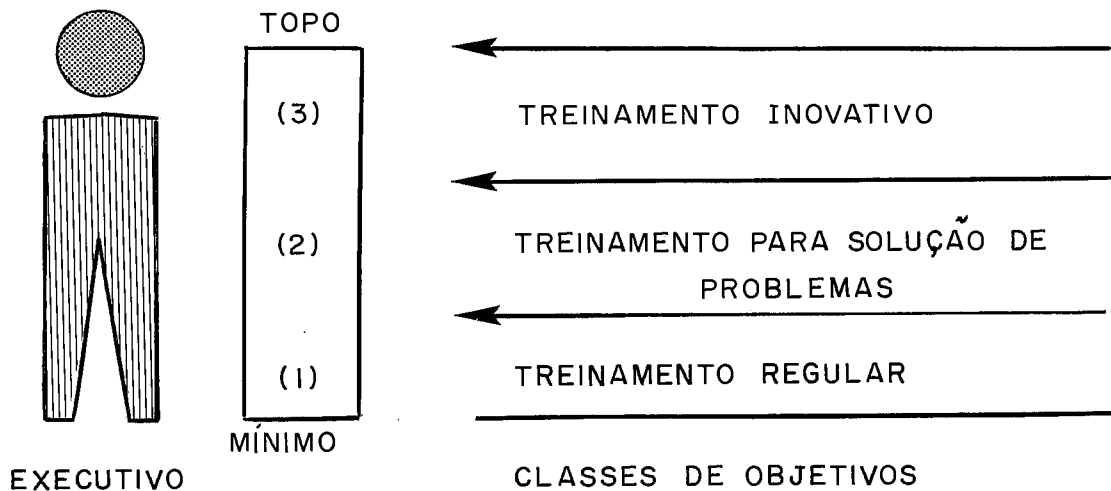 TOPO
(3)
TREINAMENTO INOVATIVO
(2)
TREINAMENTO PARA SOLUÇÃO DE
PROBLEMAS
(1)
TREINAMENTO REGULAR
MÍNIMO
EXECUTIVO
CLASSES DE OBJETIVOS